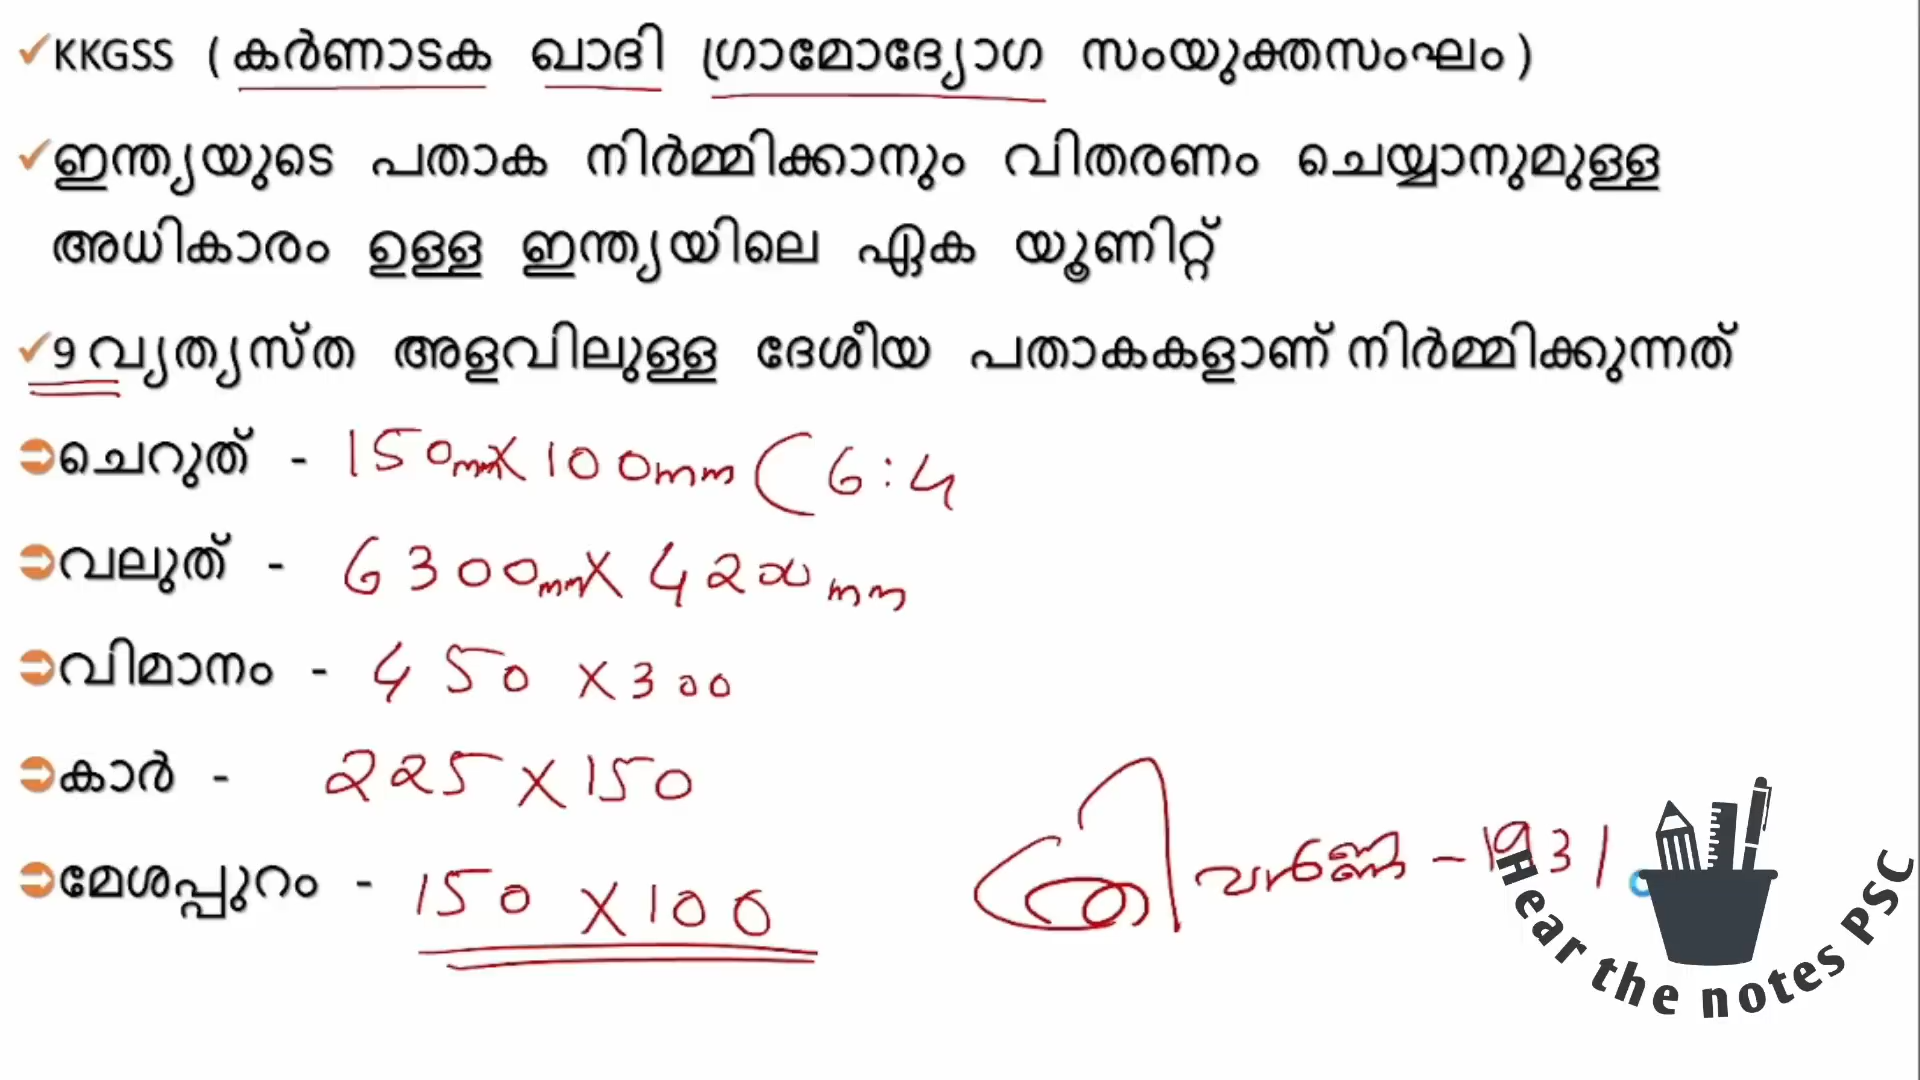 KKGSS (കർണാടക ഖാദി ഗ്രാമോദ്യോഗ സംയുക്തസംഘം)
ഇന്ത്യയുടെ പതാക നിർമ്മിക്കാനും വിതരണം ചെയ്യാനുമുള്ള
അധികാരം ഉള്ള ഇന്ത്യയിലെ ഏക യൂണിറ്റ്
9 വ്യത്യസ്ത അളവിലുള്ള ദേശീയ പതാകകളാണ് നിർമ്മിക്കുന്നത്
ചെറുത് - 150mm X 100mm (6:4
വലുത് - 6300mm X 4200mm
വിമാനം - 450 X 300
കാർ - 225 X 150
മേശപ്പുറം - 150 X 100
ത്രിവർണ്ണ - 1931
Hear the notes PSC